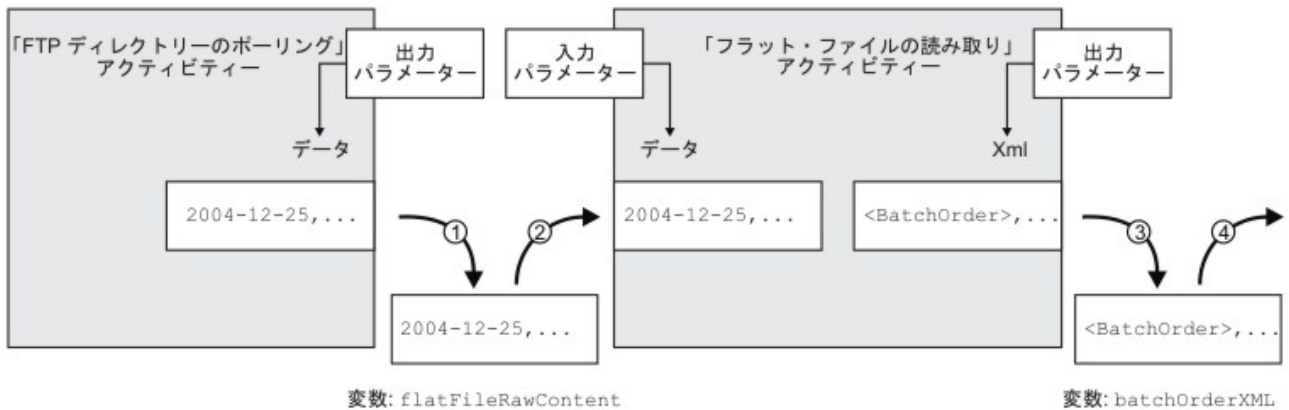 「FTP ディレクトリーのポーリング」
アクティビティー
出力
パラメーター
データ
2004-12-25,...
入力
パラメーター
「フラット・ファイルの読み取り」
アクティビティー
出力
パラメーター
データ
Xml
2004-12-25,...
<BatchOrder>,...
①
②
③
④
2004-12-25,...
<BatchOrder>,...
変数: flatFileRawContent
変数: batchOrderXML